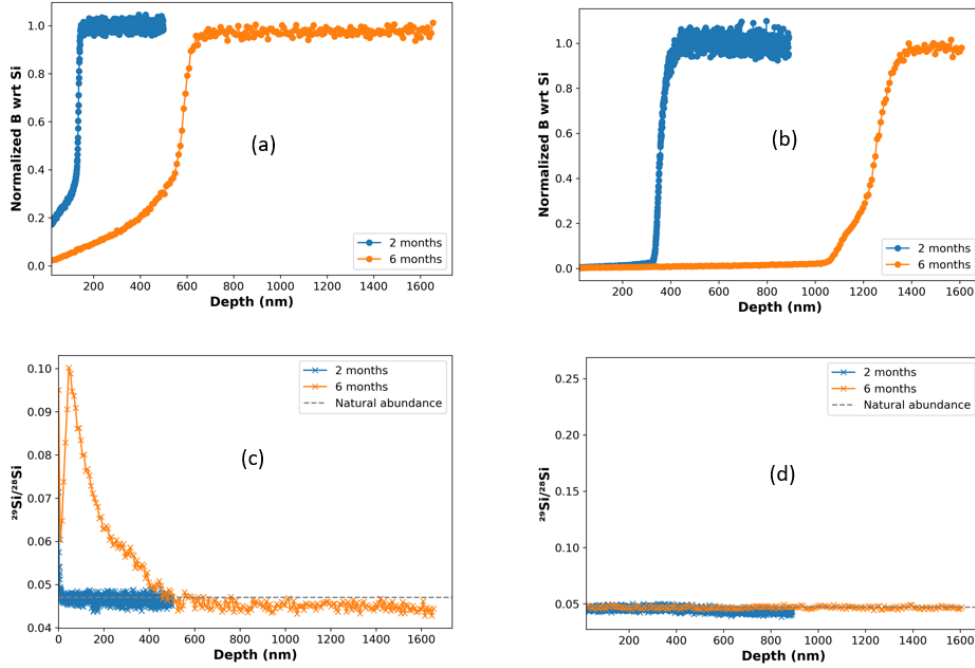 Normalized B wrt Si
1.0
0.8
0.6
0.4
0.2
0.0
(a)
2 months
6 months
200 400 600 800 1000 1200 1400 1600
Depth (nm)
Normalized B wrt Si
1.0
0.8
0.6
0.4
0.2
0.0
(b)
2 months
6 months
200 400 600 800 1000 1200 1400 1600
Depth (nm)
²⁹Si/²⁸Si
0.10
0.09
0.08
0.07
0.06
0.05
0.04
2 months
6 months
Natural abundance
(c)
0 200 400 600 800 1000 1200 1400 1600
Depth (nm)
²⁹Si/²⁸Si
0.25
0.20
0.15
0.10
0.05
2 months
6 months
Natural abundance
(d)
200 400 600 800 1000 1200 1400 1600
Depth (nm)